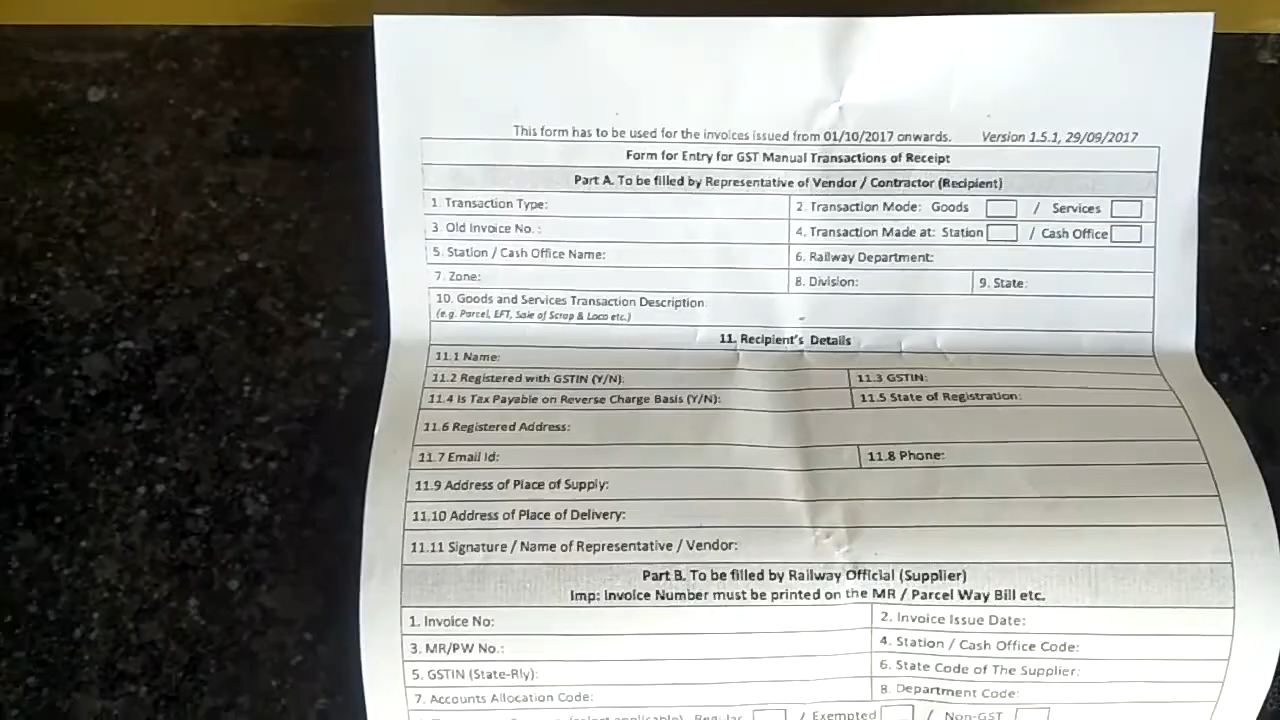 This form has to be used for the invoices issued from 01/10/2017 onwards. Version 1.5.1, 29/09/2017
Form for Entry for GST Manual Transactions of Receipt
Part A. To be filled by Representative of Vendor / Contractor (Recipient)
1. Transaction Type: 2. Transaction Mode: Goods / Services
3. Old Invoice No. : 4. Transaction Made at: Station / Cash Office
5. Station / Cash Office Name: 6. Railway Department:
7. Zone: 8. Division: 9. State:
10. Goods and Services Transaction Description
(e.g. Parcel, EFT, Sale of Scrap & Loco etc.)
11. Recipient's Details
11.1 Name:
11.2 Registered with GSTIN (Y/N): 11.3 GSTIN:
11.4 Is Tax Payable on Reverse Charge Basis (Y/N): 11.5 State of Registration:
11.6 Registered Address:
11.7 Email Id: 11.8 Phone:
11.9 Address of Place of Supply:
11.10 Address of Place of Delivery:
11.11 Signature / Name of Representative / Vendor:
Part B. To be filled by Railway Official (Supplier)
Imp: Invoice Number must be printed on the MR / Parcel Way Bill etc.
1. Invoice No: 2. Invoice Issue Date:
3. MR/PW No.: 4. Station / Cash Office Code:
5. GSTIN (State-Rly): 6. State Code of The Supplier:
7. Accounts Allocation Code: 8. Department Code:
(select applicable) Regular / Exempted / Non-GST